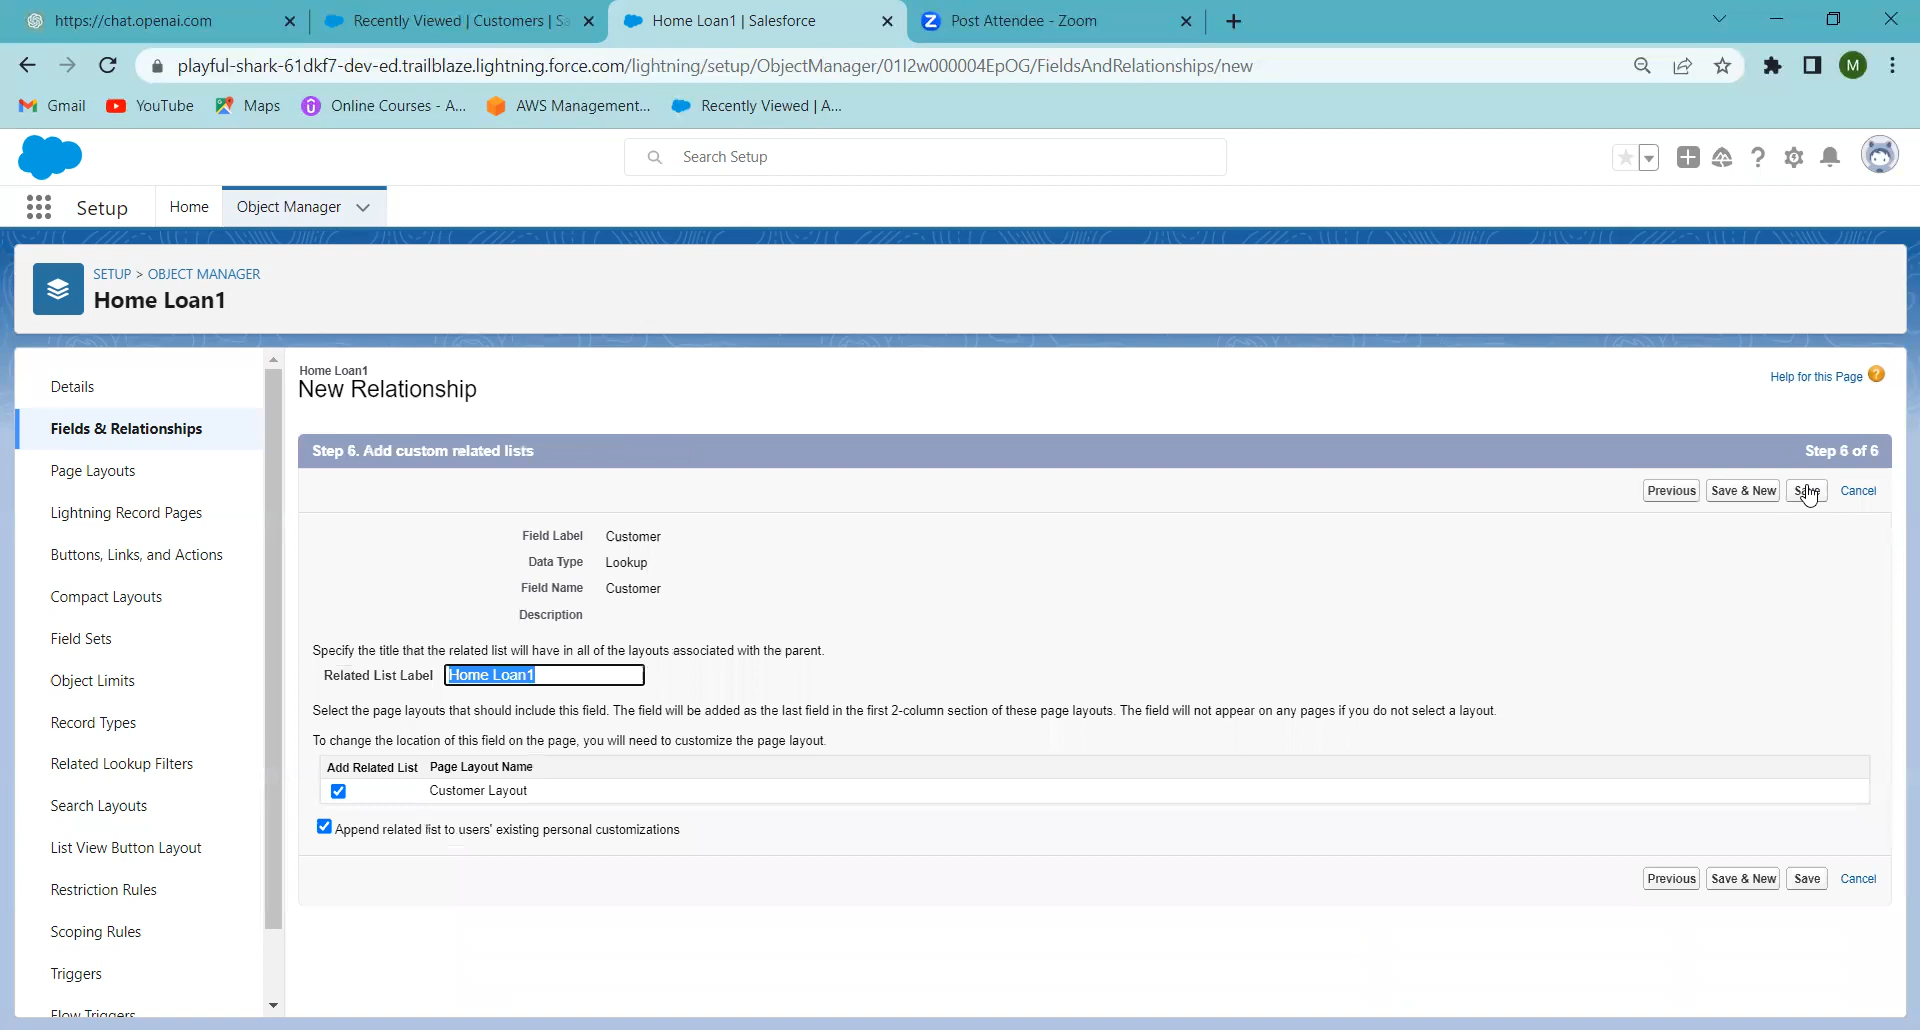 https://chat.openai.com
Recently Viewed | Customers | Sa
Home Loan1 | Salesforce
Post Attendee - Zoom
playful-shark-61dkf7-dev-ed.trailblaze.lightning.force.com/lightning/setup/ObjectManager/01I2w000004EpOG/FieldsAndRelationships/new
M
Gmail
YouTube
Maps
Online Courses - A...
AWS Management...
Recently Viewed | A...
Search Setup
Setup
Home
Object Manager
SETUP > OBJECT MANAGER
Home Loan1
Details
Fields & Relationships
Page Layouts
Lightning Record Pages
Buttons, Links, and Actions
Compact Layouts
Field Sets
Object Limits
Record Types
Related Lookup Filters
Search Layouts
List View Button Layout
Restriction Rules
Scoping Rules
Triggers
Flow Triggers
Home Loan1
New Relationship
Help for this Page
Step 6. Add custom related lists
Step 6 of 6
Previous
Save & New
Save
Cancel
Field Label Customer
Data Type Lookup
Field Name Customer
Description
Specify the title that the related list will have in all of the layouts associated with the parent.
Related List Label Home Loan1
Select the page layouts that should include this field. The field will be added as the last field in the first 2-column section of these page layouts. The field will not appear on any pages if you do not select a layout.
To change the location of this field on the page, you will need to customize the page layout.
Add Related List Page Layout Name
Customer Layout
Append related list to users' existing personal customizations
Previous
Save & New
Save
Cancel